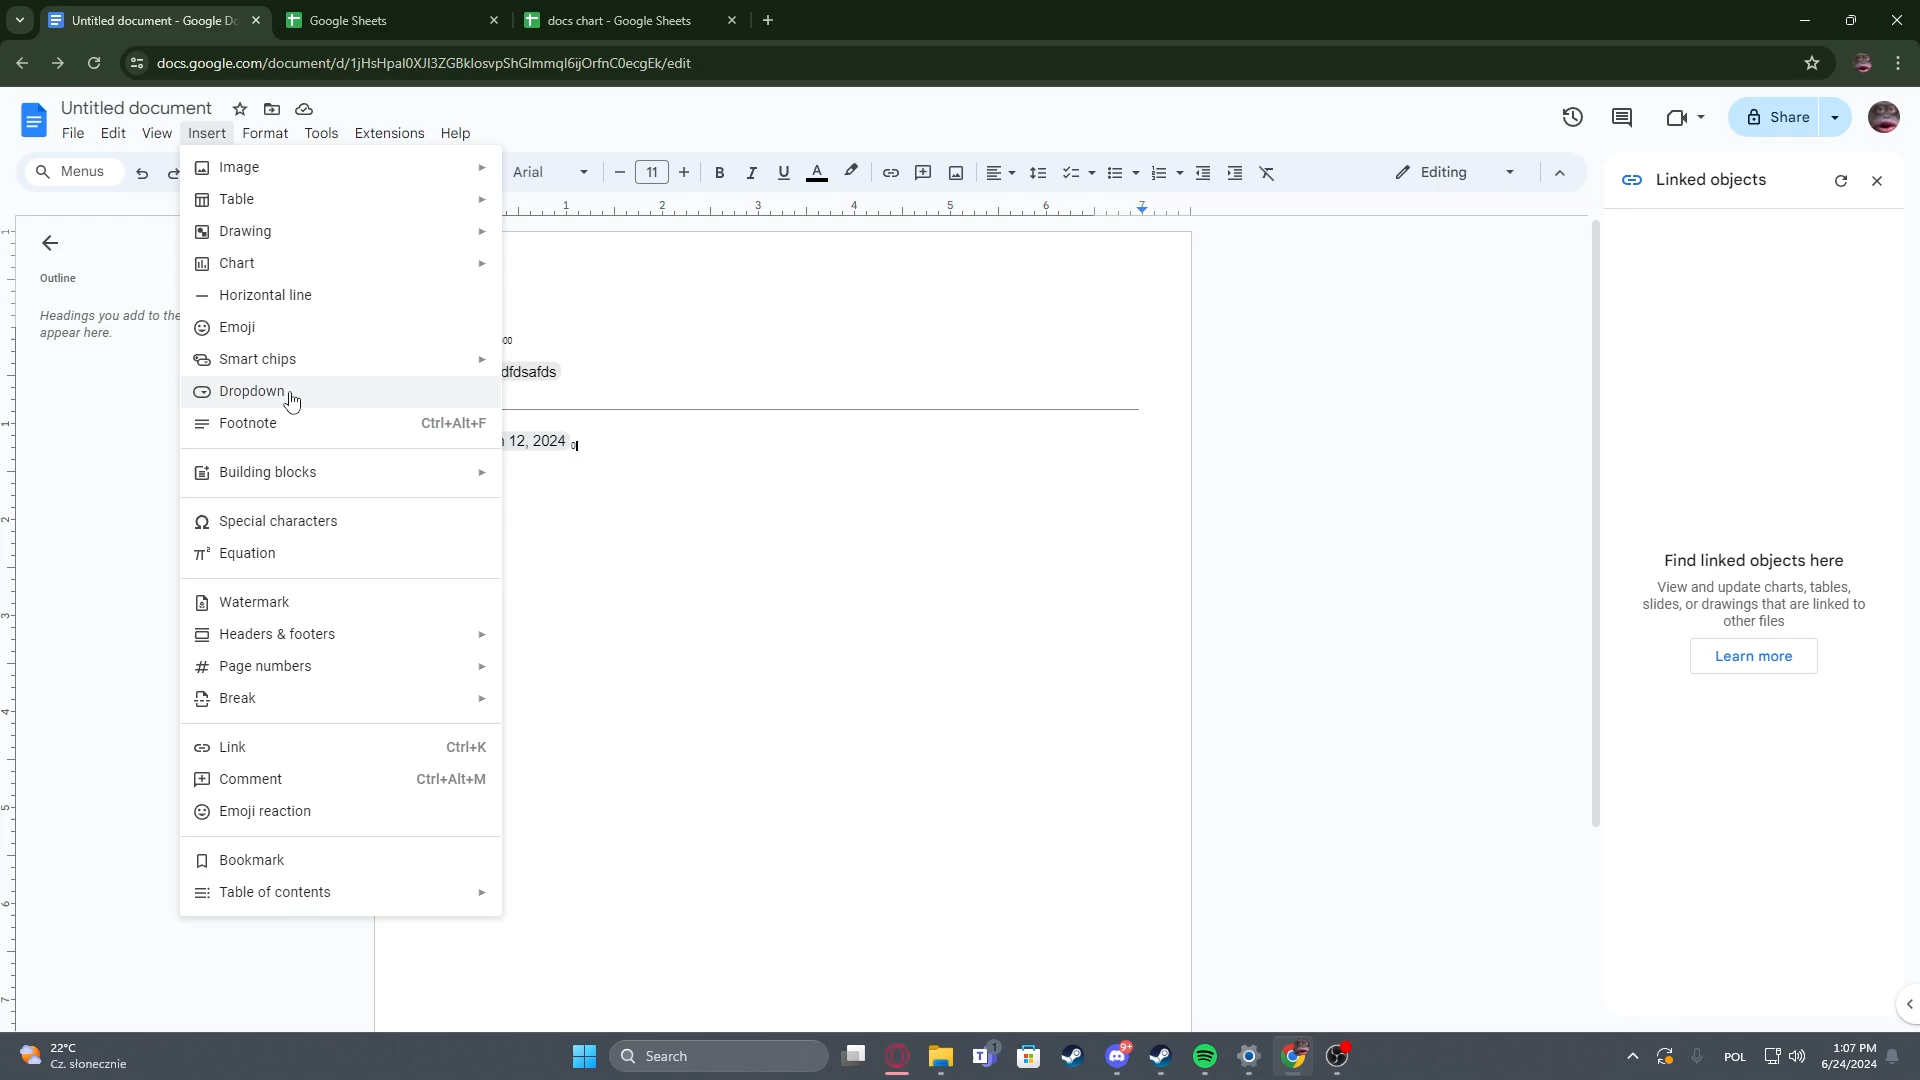 Untitled document - Google Do
Google Sheets
docs chart - Google Sheets
docs.google.com/document/d/1jHsHpal0XJI3ZGBklosvpShGlmmql6ijOrfnC0ecgEk/edit
Untitled document
File Edit View Insert Format Tools Extensions Help
Share
Menus
Arial
11
Editing
Linked objects
1 2 3 4 5 6 7
Outline
Headings you add to the
appear here.
Image
Table
Drawing
Chart
Horizontal line
Emoji
Smart chips
Dropdown
Footnote Ctrl+Alt+F
Building blocks
Special characters
Equation
Watermark
Headers & footers
Page numbers
Break
Link Ctrl+K
Comment Ctrl+Alt+M
Emoji reaction
Bookmark
Table of contents
00
dfdsafds
12, 2024
Find linked objects here
View and update charts, tables,
slides, or drawings that are linked to
other files
Learn more
22°C
Cz. słonecznie
Search
1
9+
POL
1:07 PM
6/24/2024